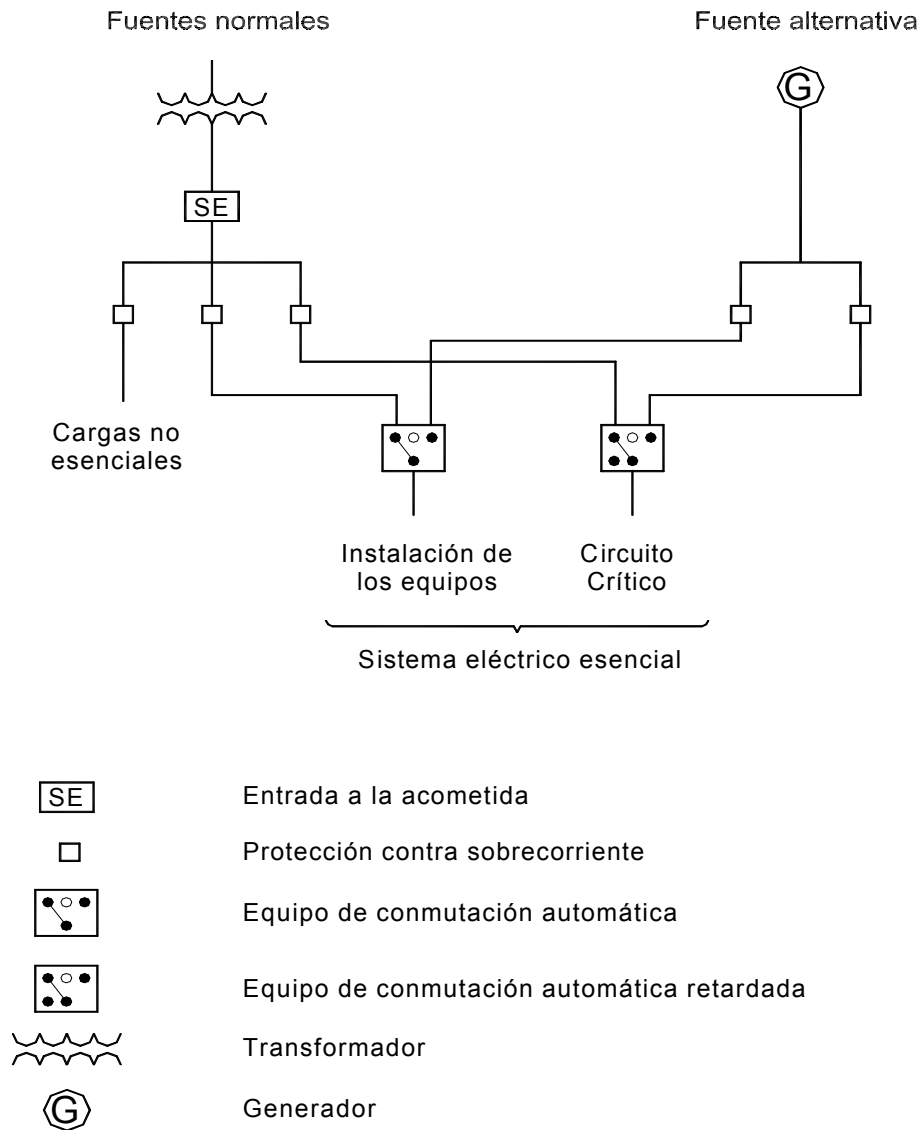 Fuentes normales
Fuente alternativa
G
SE
Cargas no
esenciales
Instalación de
los equipos
Circuito
Crítico
Sistema eléctrico esencial
SE
Entrada a la acometida
Protección contra sobrecorriente
Equipo de conmutación automática
Equipo de conmutación automática retardada
Transformador
G
Generador